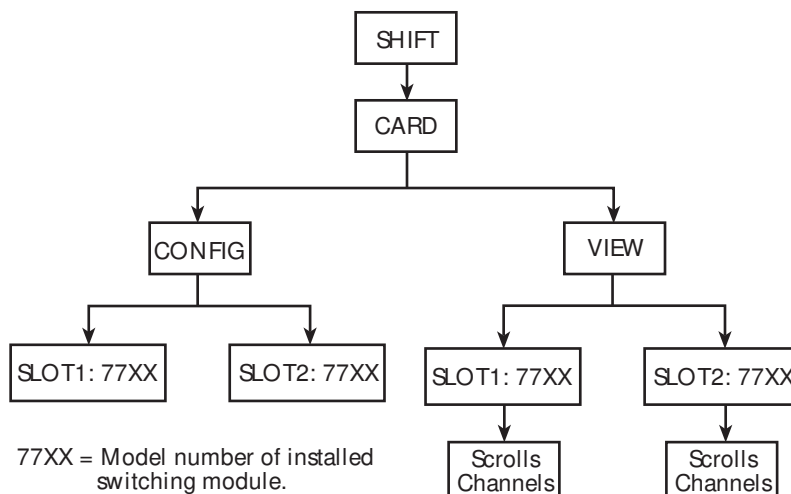 SHIFT
CARD
CONFIG
VIEW
SLOT1: 77XX
SLOT2: 77XX
SLOT1: 77XX
SLOT2: 77XX
77XX = Model number of installed
switching module.
Scrolls
Channels
Scrolls
Channels